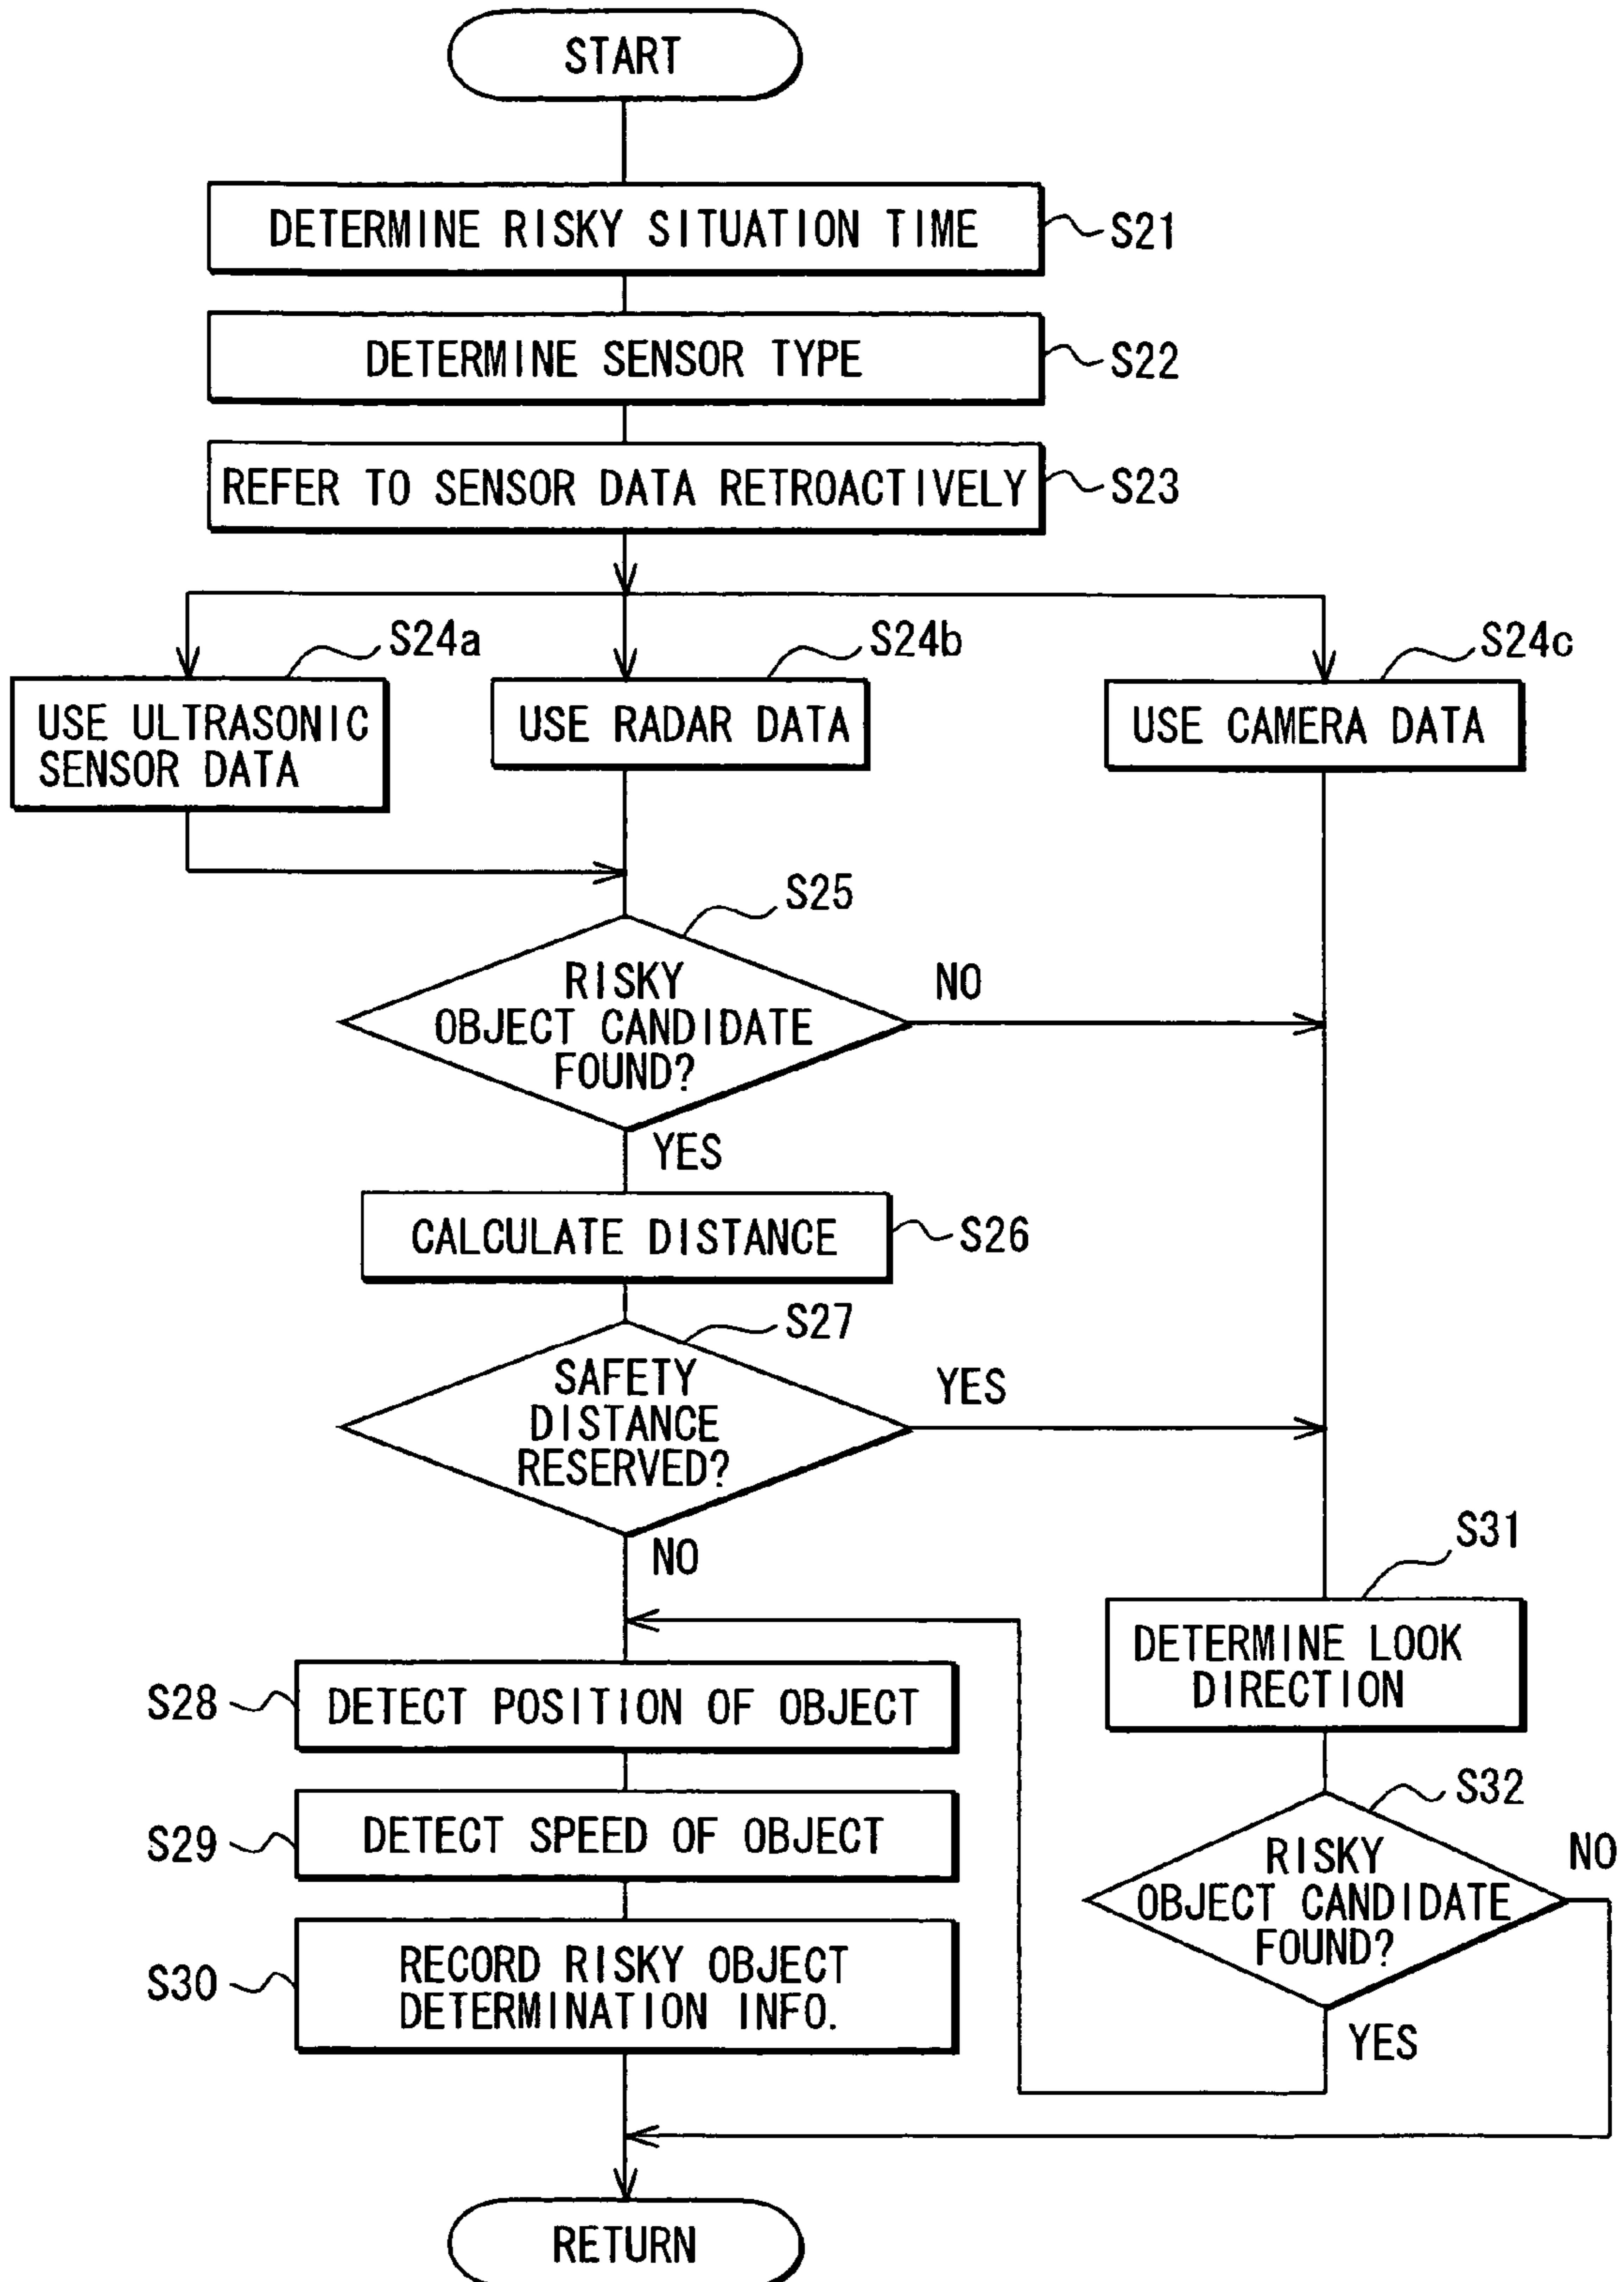 START
DETERMINE RISKY SITUATION TIME
S21
DETERMINE SENSOR TYPE
S22
REFER TO SENSOR DATA RETROACTIVELY
S23
S24a
S24b
S24c
USE ULTRASONIC
SENSOR DATA
USE RADAR DATA
USE CAMERA DATA
S25
RISKY
OBJECT CANDIDATE
FOUND?
NO
YES
CALCULATE DISTANCE
S26
S27
SAFETY
DISTANCE
RESERVED?
YES
NO
S31
DETERMINE LOOK
DIRECTION
S28
DETECT POSITION OF OBJECT
S32
RISKY
OBJECT CANDIDATE
FOUND?
NO
YES
S29
DETECT SPEED OF OBJECT
S30
RECORD RISKY OBJECT
DETERMINATION INFO.
RETURN